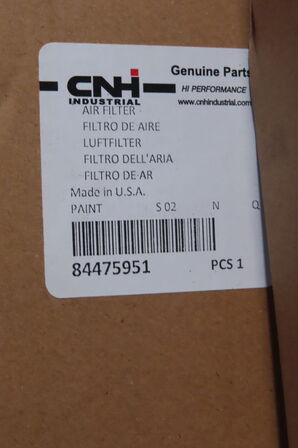 CNH
INDUSTRIAL
Genuine Parts
HI PERFORMANCE
www.cnhindustrial.com
AIR FILTER
FILTRO DE AIRE
LUFTFILTER
FILTRO DELL'ARIA
FILTRO DE AR
Made in U.S.A.
PAINT S 02 N Q
84475951 PCS 1